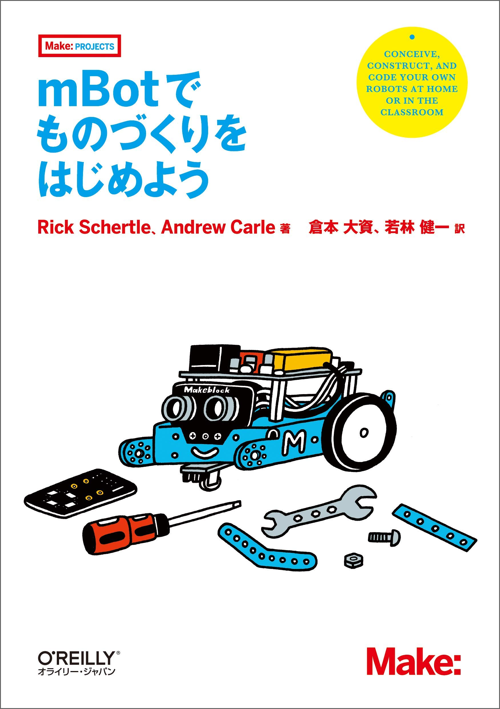 Make: PROJECTS
CONCEIVE,
CONSTRUCT, AND
CODE YOUR OWN
ROBOTS AT HOME
OR IN THE
CLASSROOM
mBotで
ものづくりを
はじめよう
Rick Schertle、Andrew Carle 著 倉本 大資、若林 健一 訳
Makeblock
M
O'REILLY®
オライリー・ジャパン
Make: